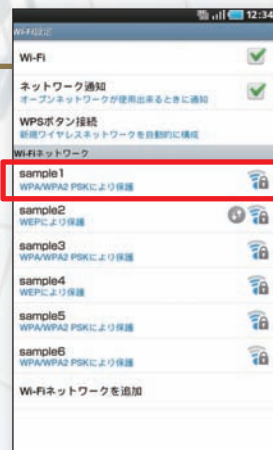 12:34
Wi-Fi設定
Wi-Fi
ネットワーク通知
オープンネットワークが使用出来るときに通知
WPSボタン接続
新規ワイヤレスネットワークを自動的に構成
Wi-Fiネットワーク
sample1
WPA/WPA2 PSKにより保護
sample2
WEPにより保護
sample3
WPA/WPA2 PSKにより保護
sample4
WEPにより保護
sample5
WPA/WPA2 PSKにより保護
sample6
WPA/WPA2 PSKにより保護
Wi-Fiネットワークを追加